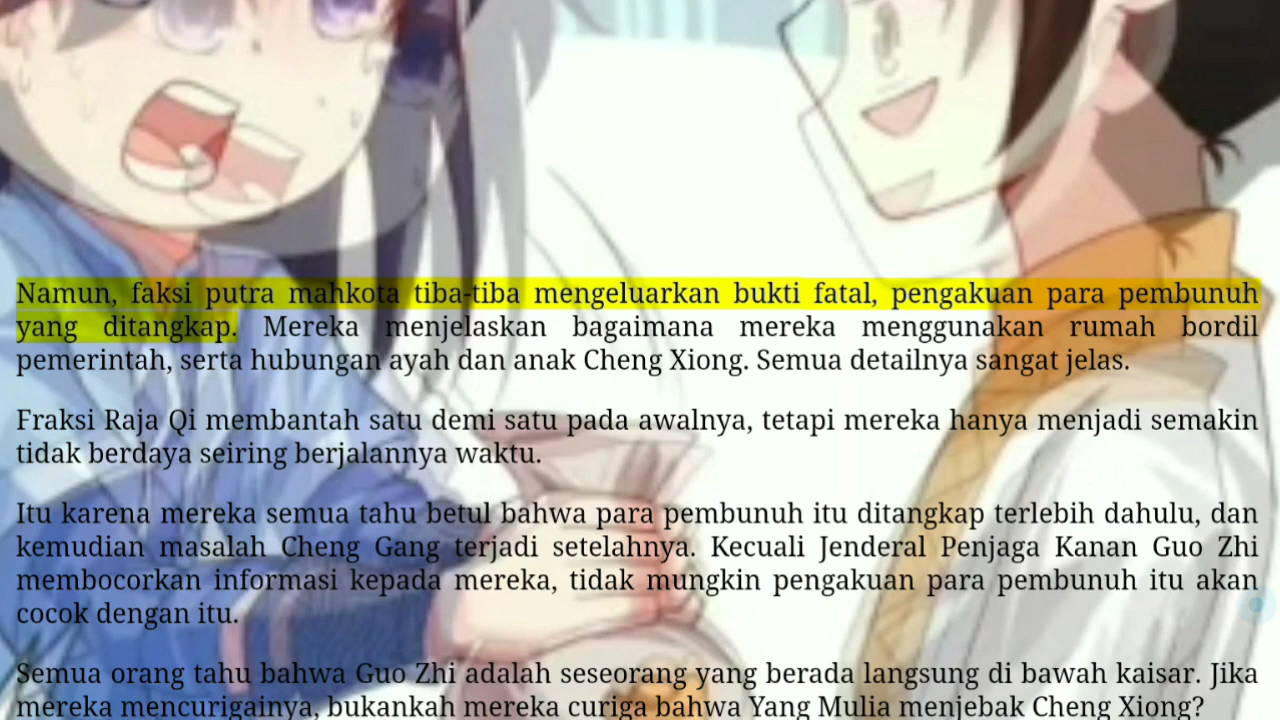 Namun, faksi putra mahkota tiba-tiba mengeluarkan bukti fatal, pengakuan para pembunuh
yang ditangkap. Mereka menjelaskan bagaimana mereka menggunakan rumah bordil
pemerintah, serta hubungan ayah dan anak Cheng Xiong. Semua detailnya sangat jelas.
Fraksi Raja Qi membantah satu demi satu pada awalnya, tetapi mereka hanya menjadi semakin
tidak berdaya seiring berjalannya waktu.
Itu karena mereka semua tahu betul bahwa para pembunuh itu ditangkap terlebih dahulu, dan
kemudian masalah Cheng Gang terjadi setelahnya. Kecuali Jenderal Penjaga Kanan Guo Zhi
membocorkan informasi kepada mereka, tidak mungkin pengakuan para pembunuh itu akan
cocok dengan itu.
Semua orang tahu bahwa Guo Zhi adalah seseorang yang berada langsung di bawah kaisar. Jika
mereka mencurigainya, bukankah mereka curiga bahwa Yang Mulia menjebak Cheng Xiong?